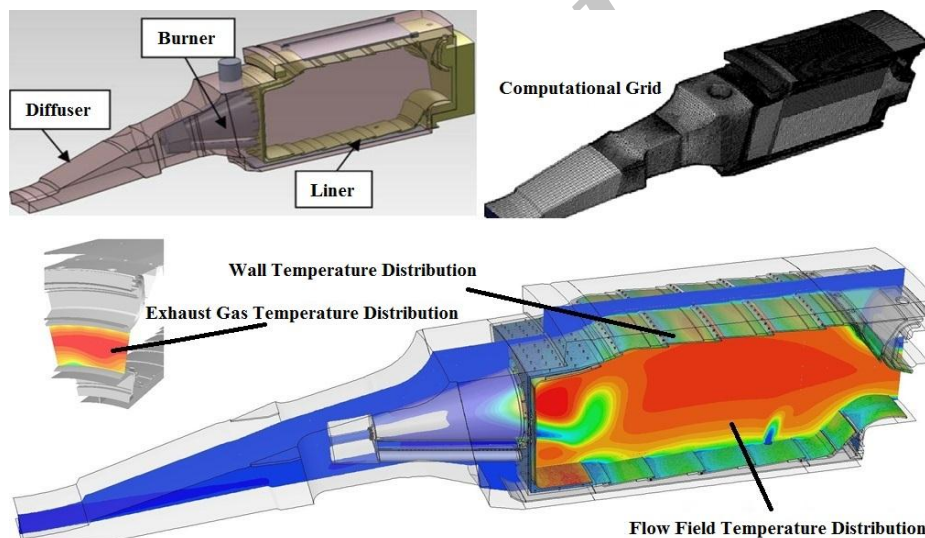 Burner
Diffuser
Liner
Computational Grid
Wall Temperature Distribution
Exhaust Gas Temperature Distribution
Flow Field Temperature Distribution